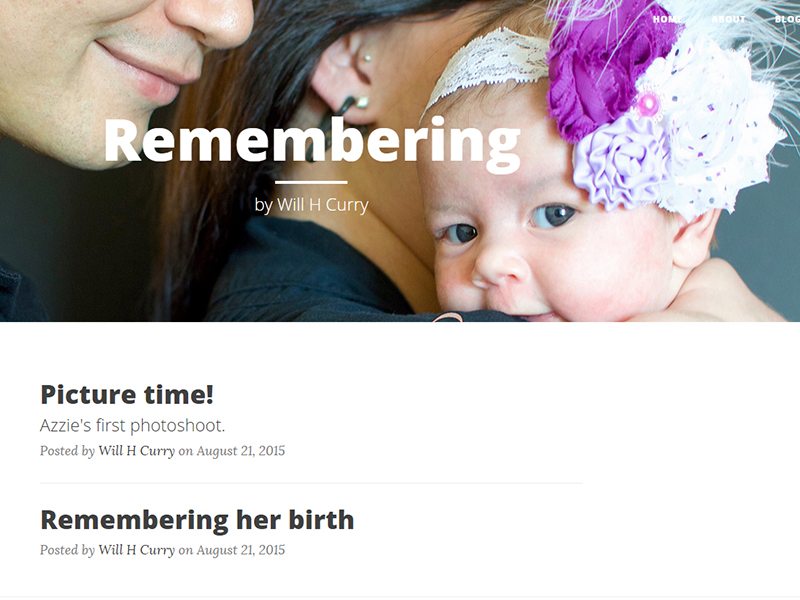 HOME ABOUT BLOG
Remembering
by Will H Curry
Picture time!
Azzie's first photoshoot.
Posted by Will H Curry on August 21, 2015
Remembering her birth
Posted by Will H Curry on August 21, 2015